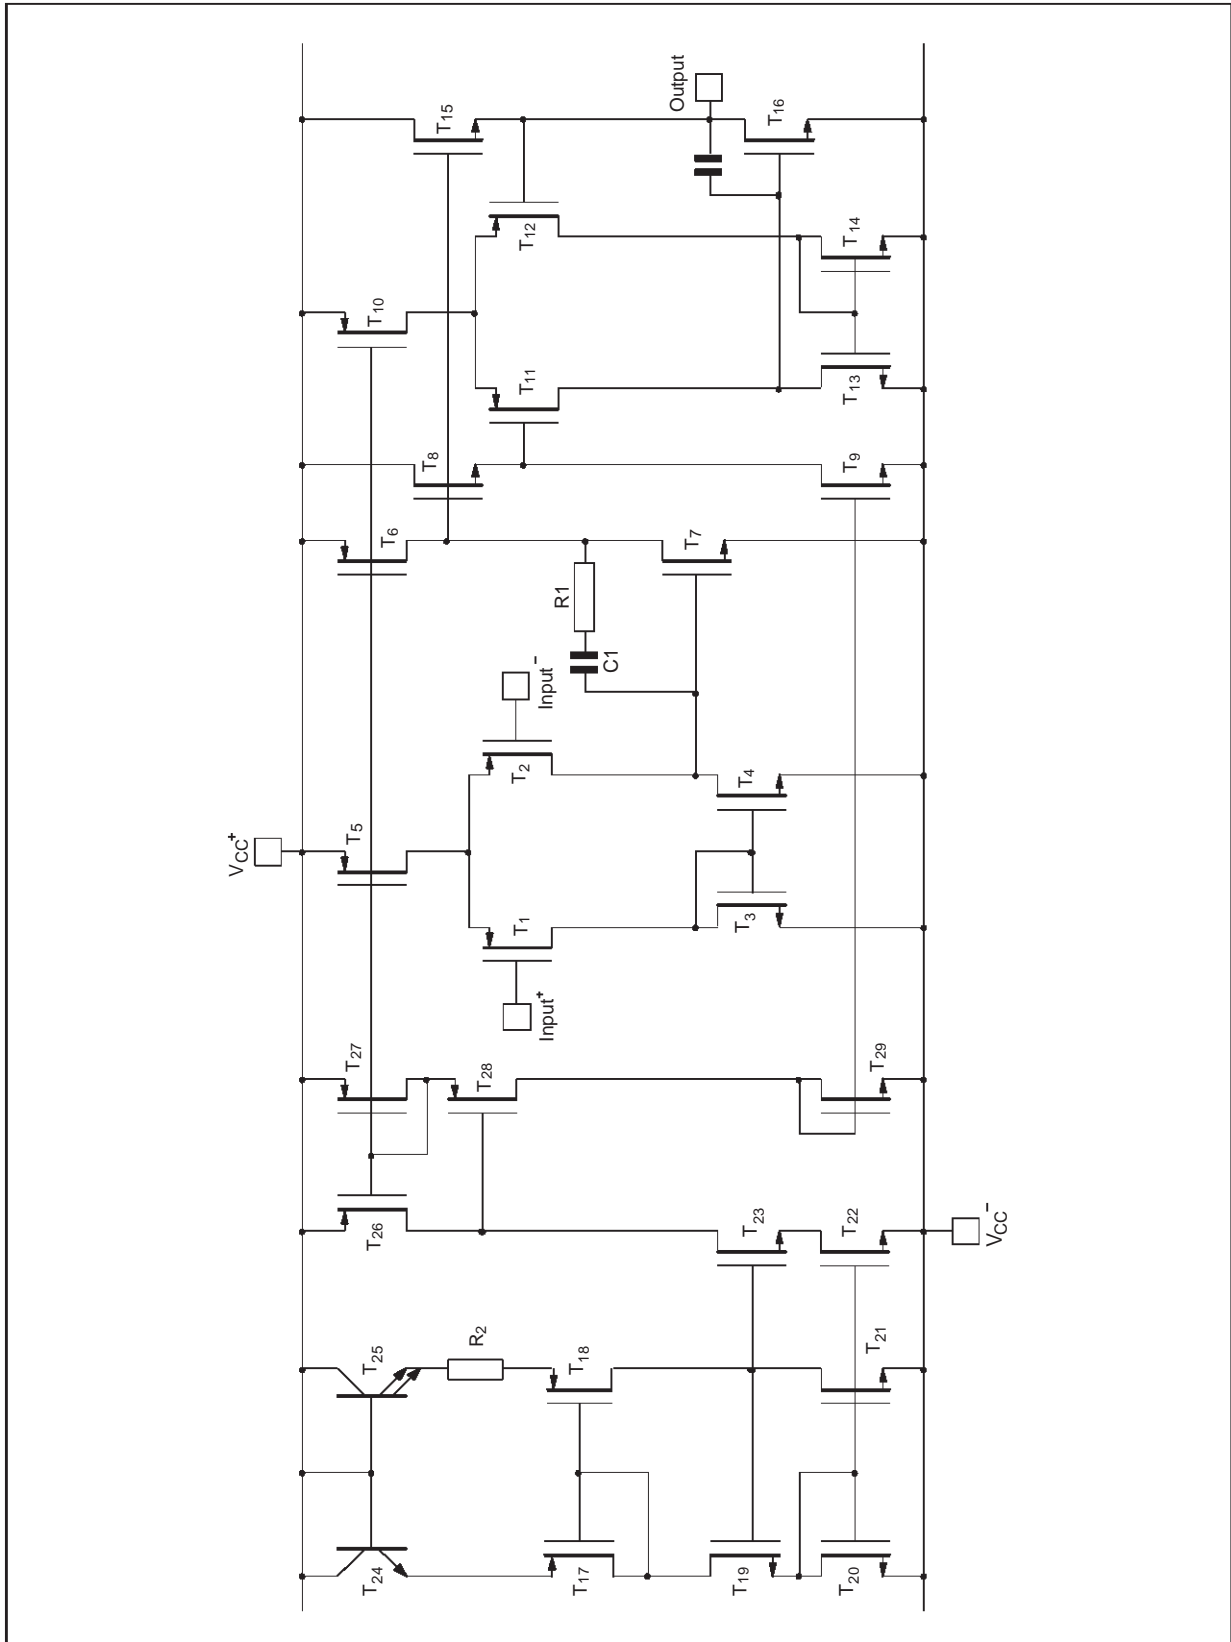 VCC+
VCC-
Input+
Input-
Output
T24
T25
R2
T17
T18
T19
T20
T21
T22
T23
T26
T27
T28
T29
T5
T1
T2
T3
T4
C1
R1
T6
T7
T8
T9
T10
T11
T12
T13
T14
T15
T16